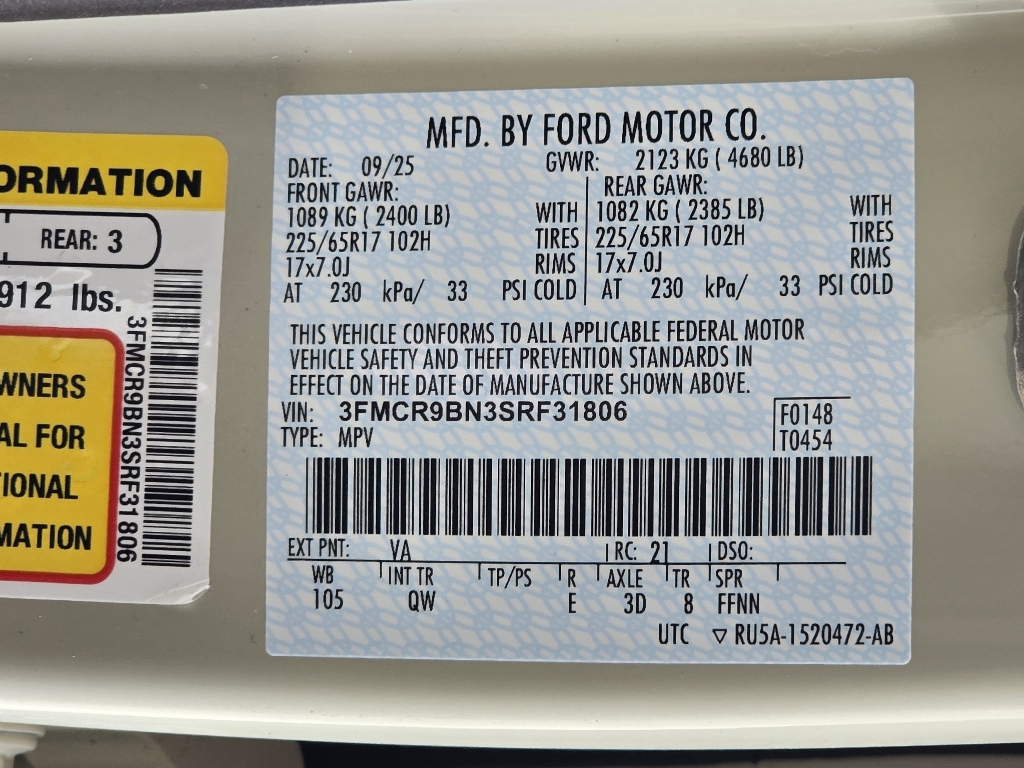 ORMATION
REAR: 3
912 lbs.
WNERS
AL FOR
IONAL
MATION
3FMCR9BN3SRF31806
MFD. BY FORD MOTOR CO.
DATE: 09/25 GVWR: 2123 KG ( 4680 LB)
FRONT GAWR: REAR GAWR:
1089 KG ( 2400 LB) WITH 1082 KG ( 2385 LB) WITH
225/65R17 102H TIRES 225/65R17 102H TIRES
17x7.0J RIMS 17x7.0J RIMS
AT 230 kPa/ 33 PSI COLD AT 230 kPa/ 33 PSI COLD
THIS VEHICLE CONFORMS TO ALL APPLICABLE FEDERAL MOTOR
VEHICLE SAFETY AND THEFT PREVENTION STANDARDS IN
EFFECT ON THE DATE OF MANUFACTURE SHOWN ABOVE.
VIN: 3FMCR9BN3SRF31806 F0148
TYPE: MPV T0454
EXT PNT: VA RC: 21 DSO:
WB INT TR TP/PS R AXLE TR SPR
105 QW E 3D 8 FFNN
UTC ▽ RU5A-1520472-AB